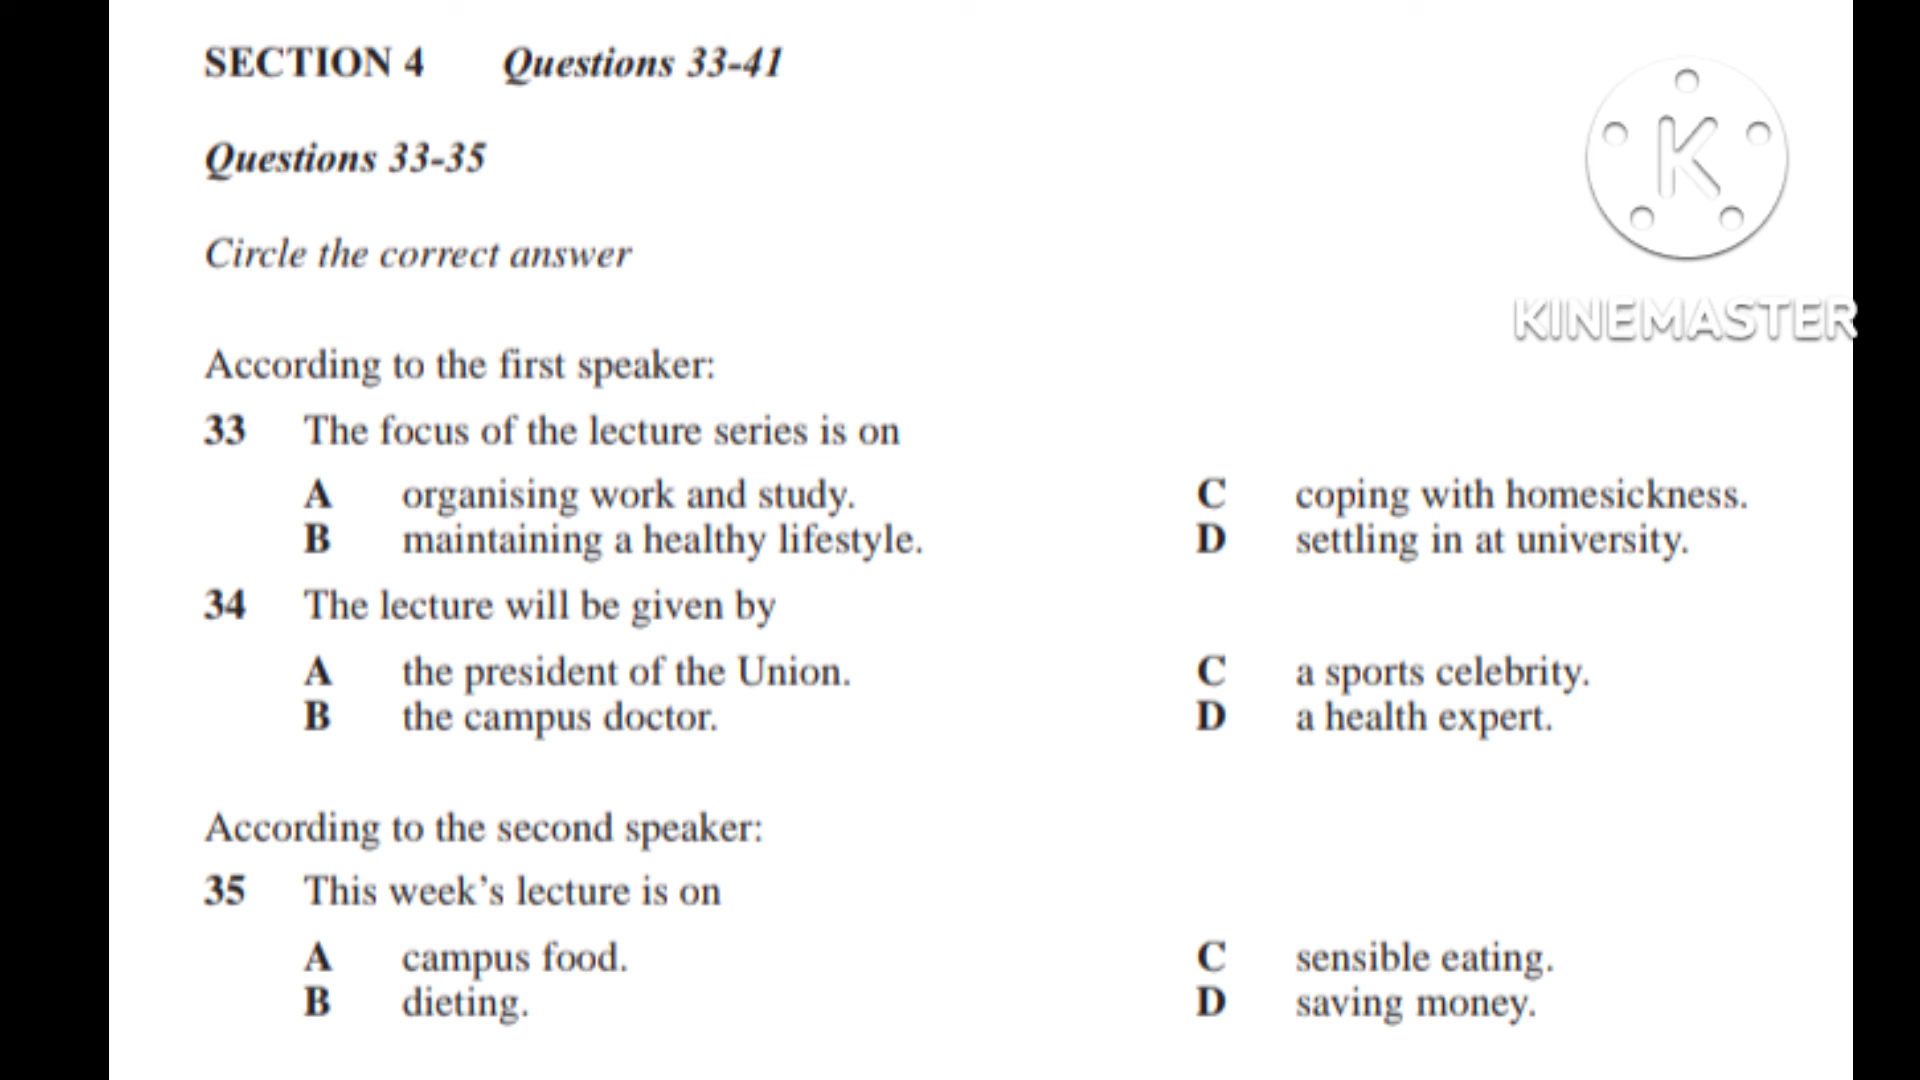 SECTION 4 Questions 33-41
Questions 33-35
Circle the correct answer
According to the first speaker:
33 The focus of the lecture series is on
A organising work and study.
B maintaining a healthy lifestyle.
C coping with homesickness.
D settling in at university.
34 The lecture will be given by
A the president of the Union.
B the campus doctor.
C a sports celebrity.
D a health expert.
According to the second speaker:
35 This week's lecture is on
A campus food.
B dieting.
C sensible eating.
D saving money.
K
KINEMASTER